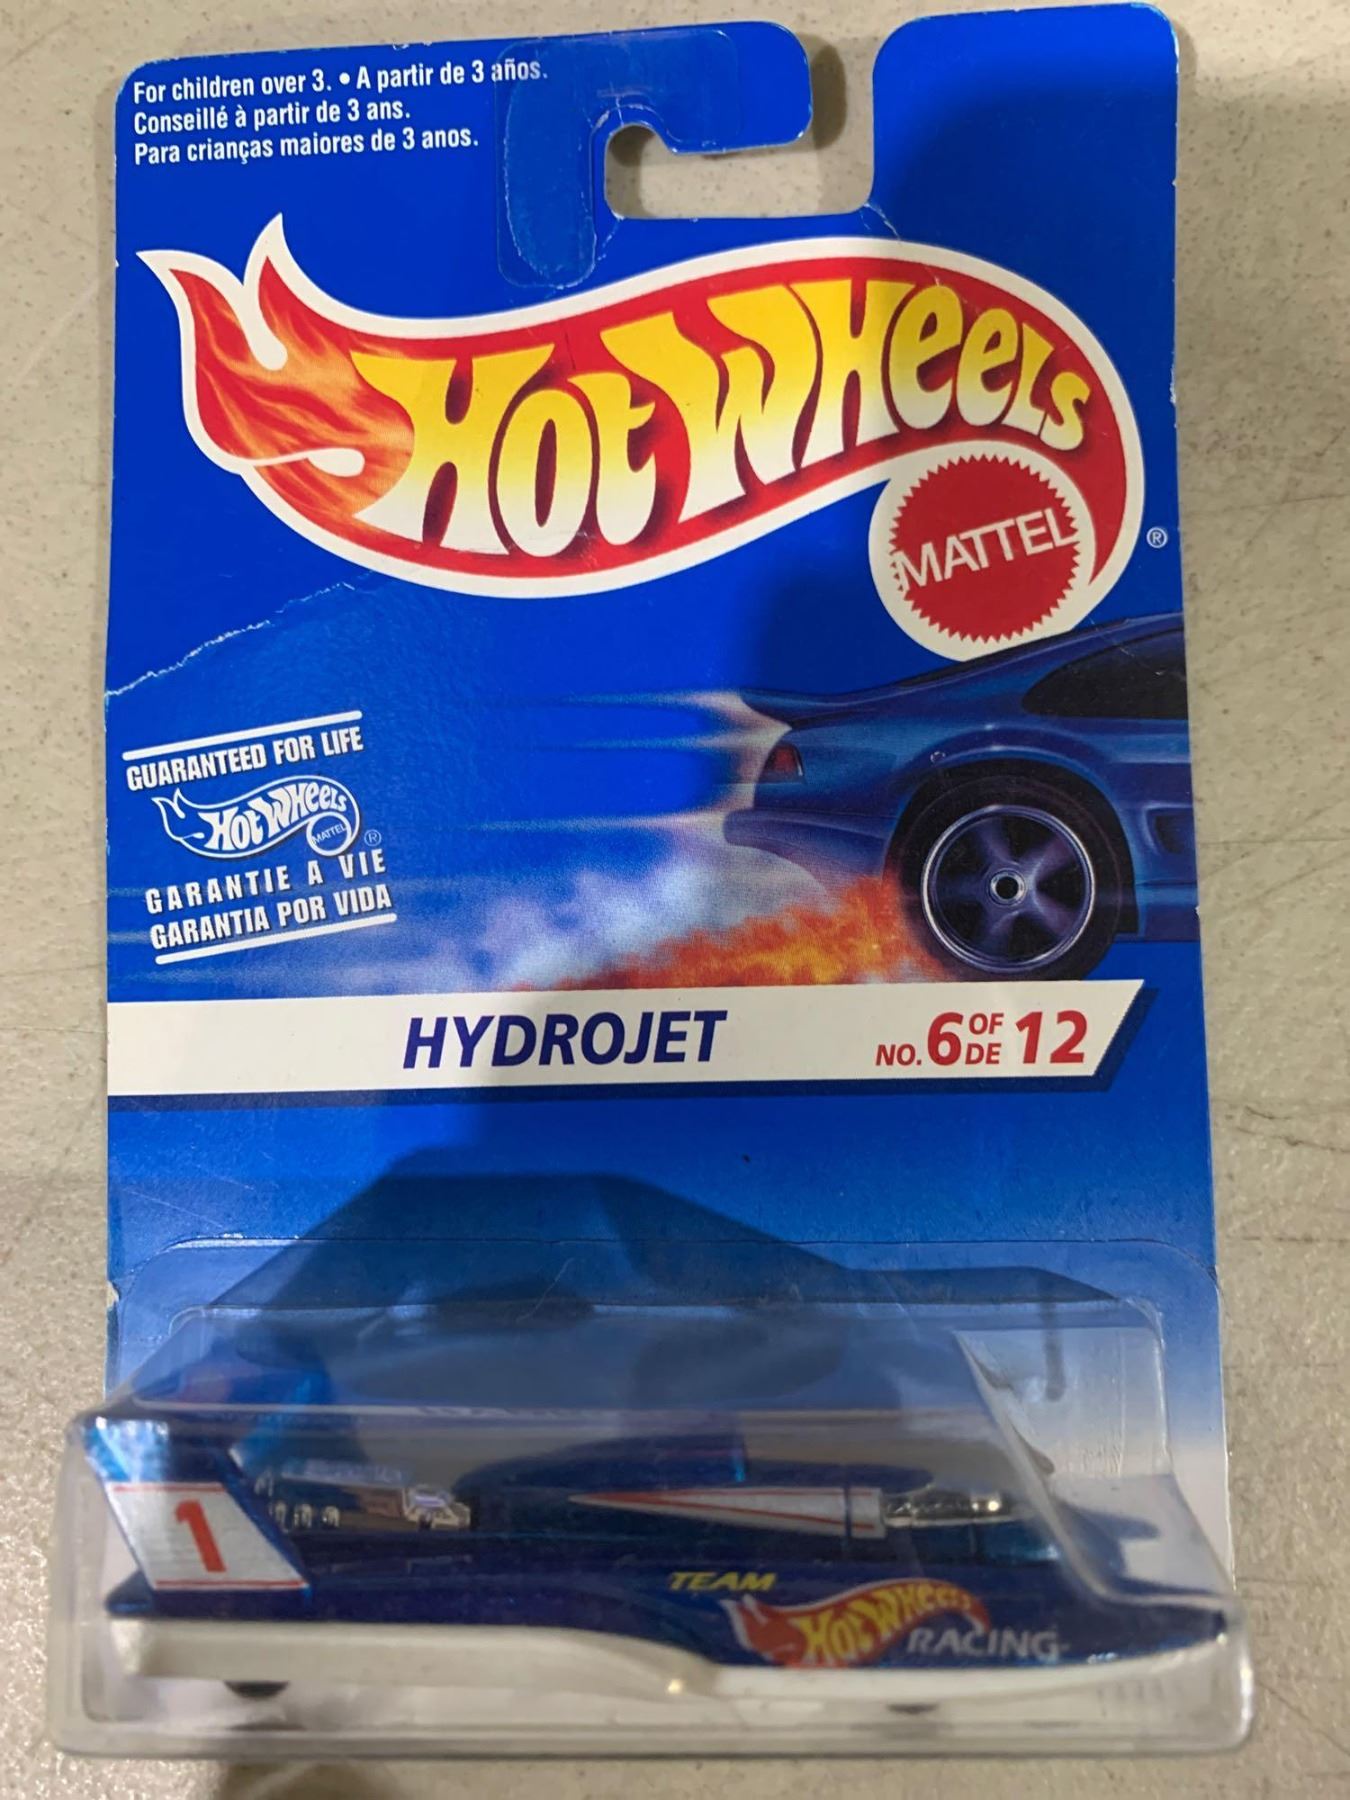 For children over 3. • A partir de 3 años.
Conseillé à partir de 3 ans.
Para crianças maiores de 3 anos.
HOT WHEELS
MATTEL
®
GUARANTEED FOR LIFE
HOT WHEELS
MATTEL
®
GARANTIE A VIE
GARANTIA POR VIDA
HYDROJET
NO. 6 OF DE 12
1
TEAM
HOT WHEELS
RACING